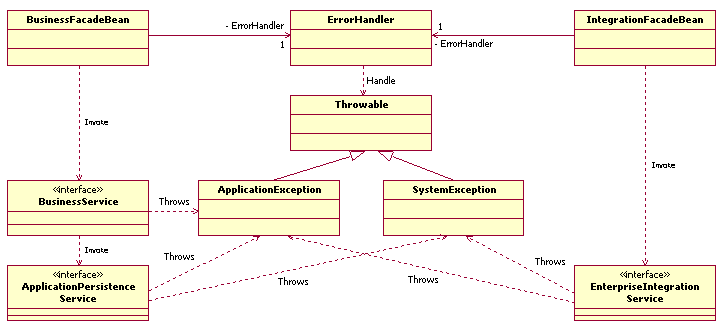 BusinessFacadeBean
ErrorHandler
IntegrationFacadeBean
- ErrorHandler
1
1
- ErrorHandler
Handle
Throwable
Invoke
Invoke
«interface»
BusinessService
ApplicationException
SystemException
Throws
Invoke
Throws
Throws
Throws
Throws
«interface»
ApplicationPersistence
Service
«interface»
EnterpriseIntegration
Service